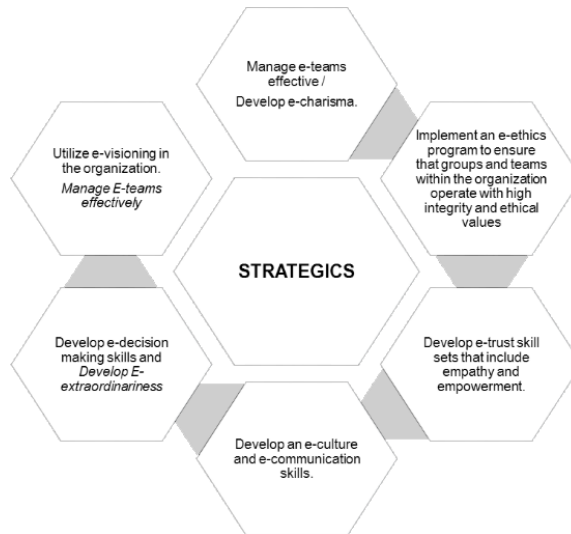 Manage e-teams
effective /
Develop e-charisma.
Implement an e-ethics
program to ensure
that groups and teams
within the organization
operate with high
integrity and ethical
values
Utilize e-visioning in
the organization.
Manage E-teams
effectively
STRATEGICS
Develop e-decision
making skills and
Develop E-
extraordinariness
Develop e-trust skill
sets that include
empathy and
empowerment.
Develop an e-culture
and e-communication
skills.